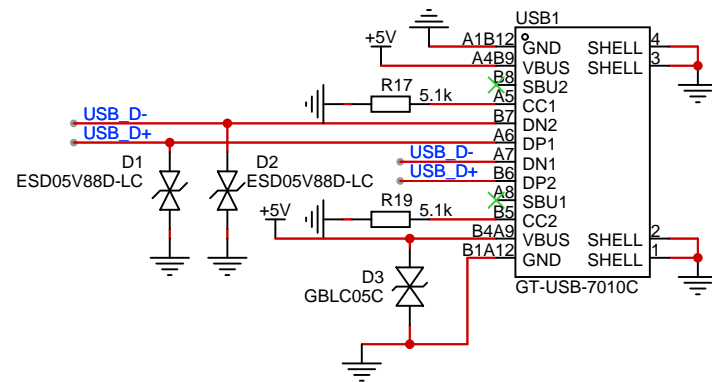 USB1
+5V
A1B12
GND
SHELL
4
A4B9
VBUS
SHELL
3
B8
SBU2
R17
5.1k
A5
CC1
USB_D-
B7
DN2
USB_D+
A6
DP1
USB_D-
A7
DN1
USB_D+
B6
DP2
D1
ESD05V88D-LC
D2
ESD05V88D-LC
A8
SBU1
R19
5.1k
B5
CC2
+5V
B4A9
VBUS
SHELL
2
B1A12
GND
SHELL
1
D3
GBLC05C
GT-USB-7010C